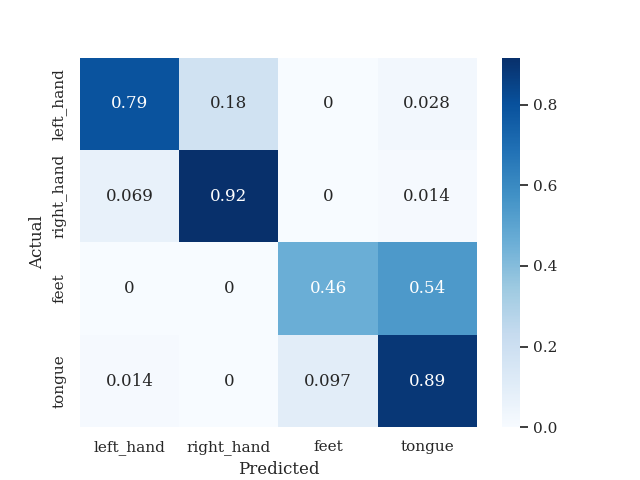 left_hand 0.79 0.18 0 0.028
right_hand 0.069 0.92 0 0.014
feet 0 0 0.46 0.54
tongue 0.014 0 0.097 0.89
left_hand right_hand feet tongue
Predicted
Actual
0.8
0.6
0.4
0.2
0.0